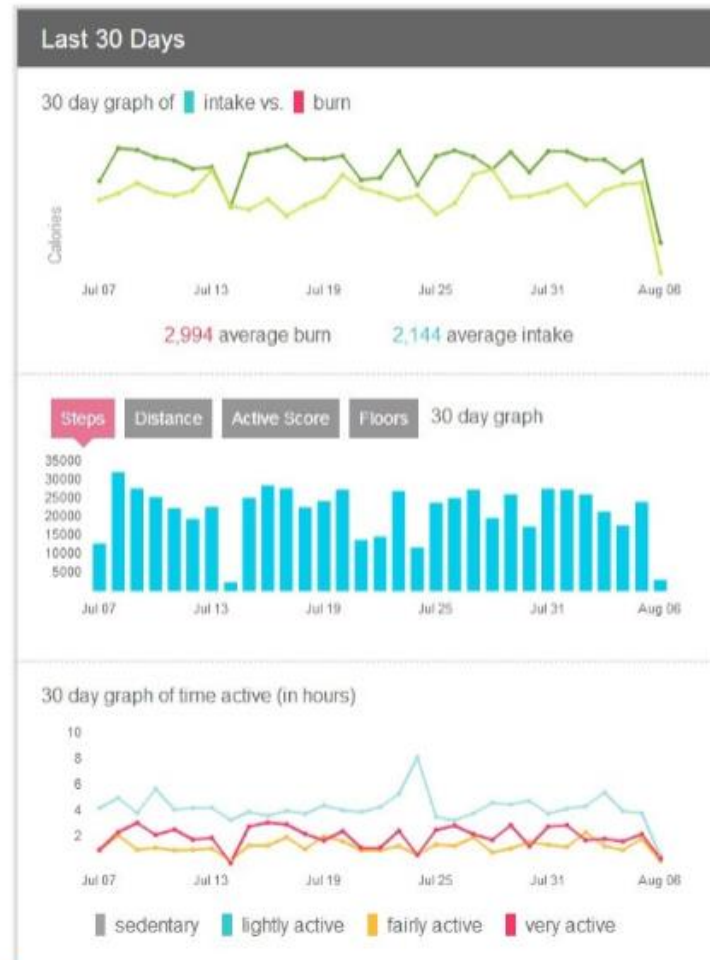 Last 30 Days
30 day graph of intake vs. burn
Calories
Jul 07 Jul 13 Jul 19 Jul 25 Jul 31 Aug 06
2,994 average burn 2,144 average intake
Steps Distance Active Score Floors 30 day graph
35000
30000
25000
20000
15000
10000
5000
Jul 07 Jul 13 Jul 19 Jul 25 Jul 31 Aug 06
30 day graph of time active (in hours)
10
8
6
4
2
Jul 07 Jul 13 Jul 19 Jul 25 Jul 31 Aug 06
sedentary lightly active fairly active very active